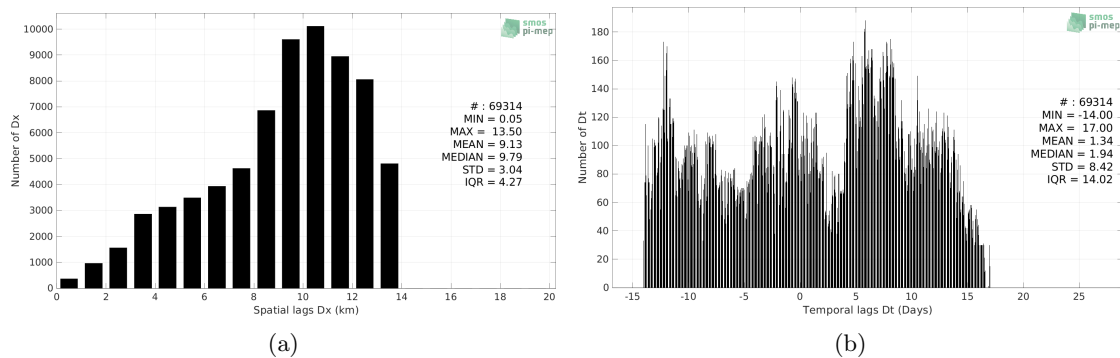 smos
pi-mep
10000
9000
8000
7000
6000
5000
4000
3000
2000
1000
0
Number of Dx
# : 69314
MIN = 0.05
MAX = 13.50
MEAN = 9.13
MEDIAN = 9.79
STD = 3.04
IQR = 4.27
0 2 4 6 8 10 12 14 16 18 20
Spatial lags Dx (km)
(a)
smos
pi-mep
180
160
140
120
100
80
60
40
20
0
Number of Dt
# : 69314
MIN = -14.00
MAX = 17.00
MEAN = 1.34
MEDIAN = 1.94
STD = 8.42
IQR = 14.02
-15 -10 -5 0 5 10 15 20 25
Temporal lags Dt (Days)
(b)